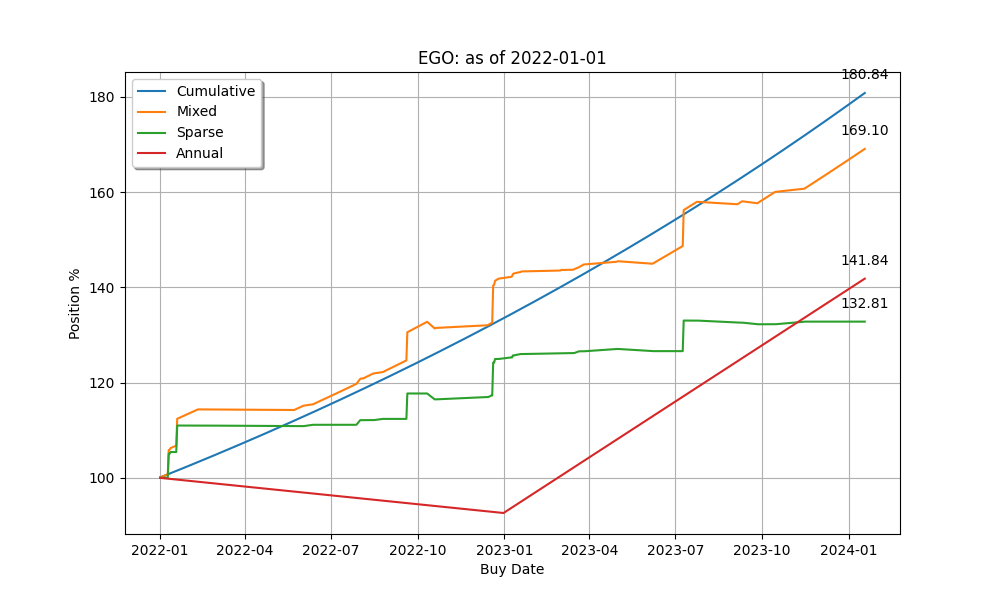 EGO: as of 2022-01-01
180.84
169.10
141.84
132.81
Cumulative
Mixed
Sparse
Annual
Position %
180
160
140
120
100
2022-01 2022-04 2022-07 2022-10 2023-01 2023-04 2023-07 2023-10 2024-01
Buy Date